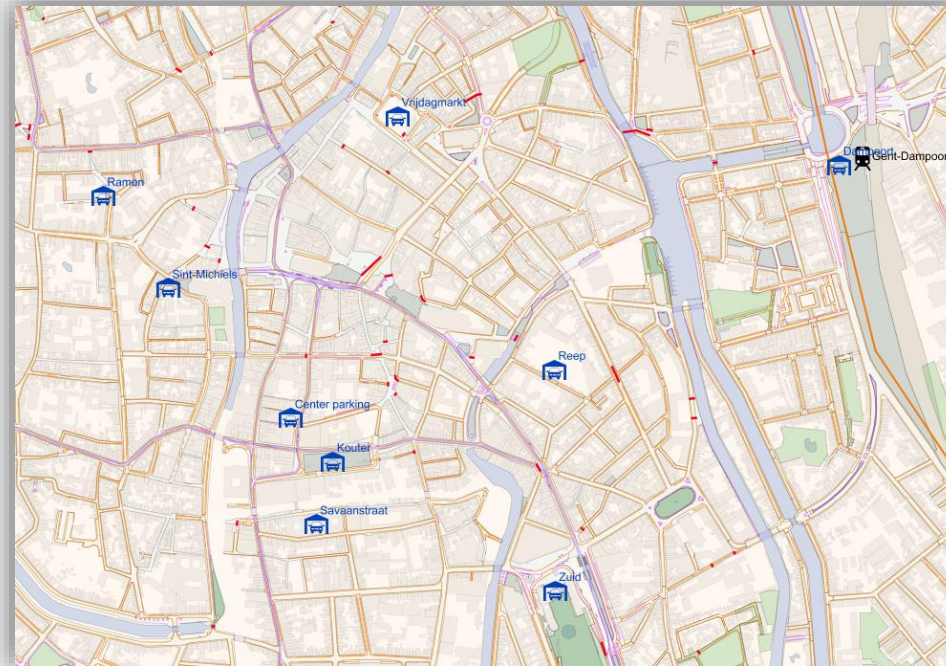 Vrijdagmarkt
Dampoort
Gent-Dampoort
Ramen
Sint-Michiels
Reep
Center parking
Kouter
Savaanstraat
Zuid